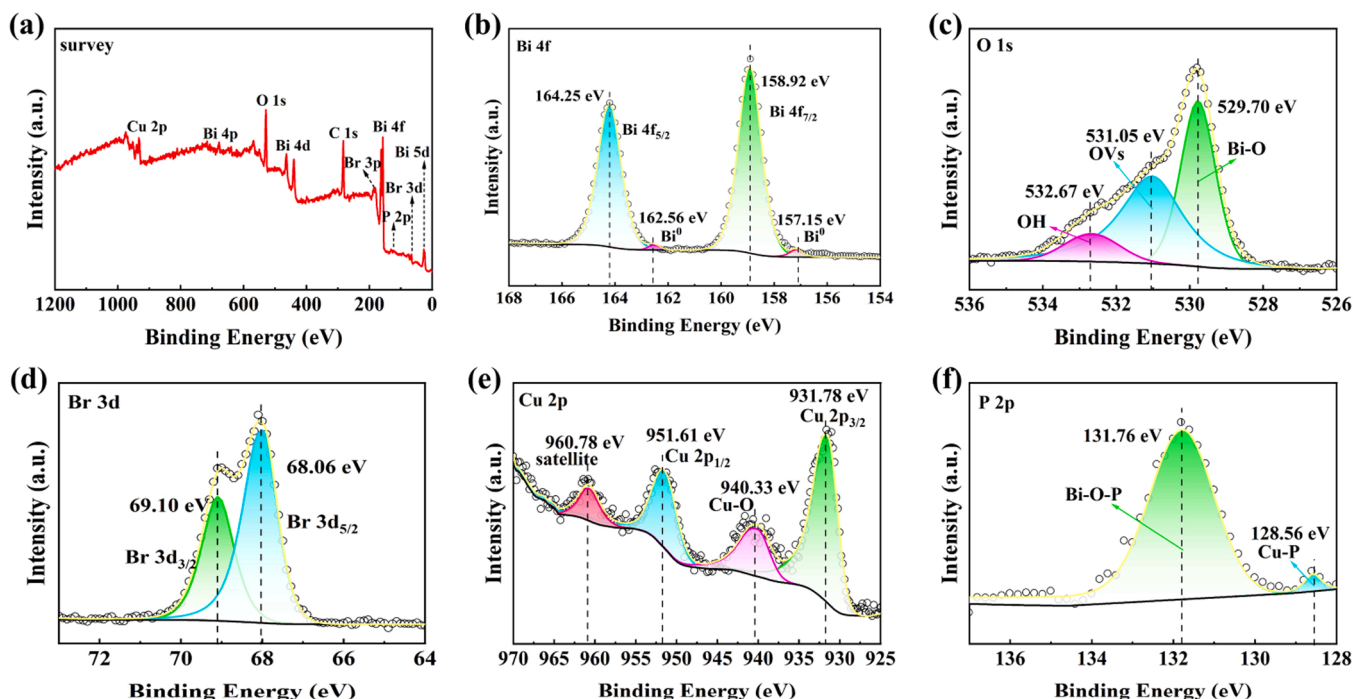 (a)
survey
O 1s
Cu 2p
Bi 4p
Bi 4d
C 1s
Bi 4f
Br 3p
Bi 5d
Br 3d
P 2p
Intensity (a.u.)
1200 1000 800 600 400 200 0
Binding Energy (eV)
(b)
Bi 4f
164.25 eV
Bi 4f5/2
158.92 eV
Bi 4f7/2
162.56 eV
Bi⁰
157.15 eV
Bi⁰
Intensity (a.u.)
168 166 164 162 160 158 156 154
Binding Energy (eV)
(c)
O 1s
529.70 eV
Bi-O
531.05 eV
OVs
532.67 eV
OH
Intensity (a.u.)
536 534 532 530 528 526
Binding Energy (eV)
(d)
Br 3d
68.06 eV
Br 3d5/2
69.10 eV
Br 3d3/2
Intensity (a.u.)
72 70 68 66 64
Binding Energy (eV)
(e)
Cu 2p
931.78 eV
Cu 2p3/2
960.78 eV
satellite
951.61 eV
Cu 2p1/2
940.33 eV
Cu-O
Intensity (a.u.)
970 965 960 955 950 945 940 935 930 925
Binding Energy (eV)
(f)
P 2p
131.76 eV
Bi-O-P
128.56 eV
Cu-P
Intensity (a.u.)
136 134 132 130 128
Binding Energy (eV)